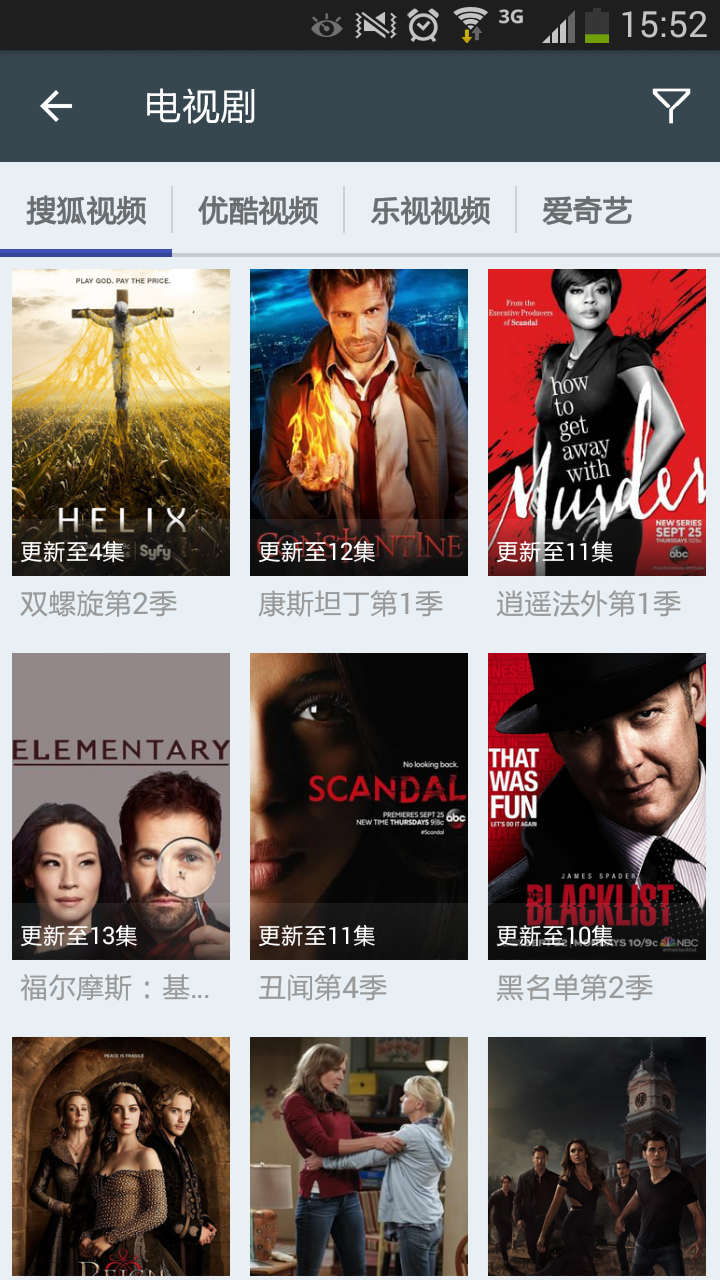 3G 15:52
电视剧
搜狐视频 优酷视频 乐视视频 爱奇艺
PLAY GOD. PAY THE PRICE.
HELIX
Syfy
更新至4集
双螺旋第2季
CONSTANTINE
更新至12集
康斯坦丁第1季
From the
Executive Producers
of Scandal
how
to
get
away
with
Murder
NEW SERIES
SEPT 25
THURSDAYS 10|9c
abc
更新至11集
逍遥法外第1季
ELEMENTARY
更新至13集
福尔摩斯：基...
No looking back.
SCANDAL
PREMIERES SEPT 25
NEW TIME THURSDAYS 9|8c
abc
#Scandal
更新至11集
丑闻第4季
THAT
WAS
FUN
LET'S DO IT AGAIN
JAMES SPADER
BLACKLIST
MONDAYS 10/9c NBC
更新至10集
黑名单第2季
PEACE IS FRAGILE
REIGN